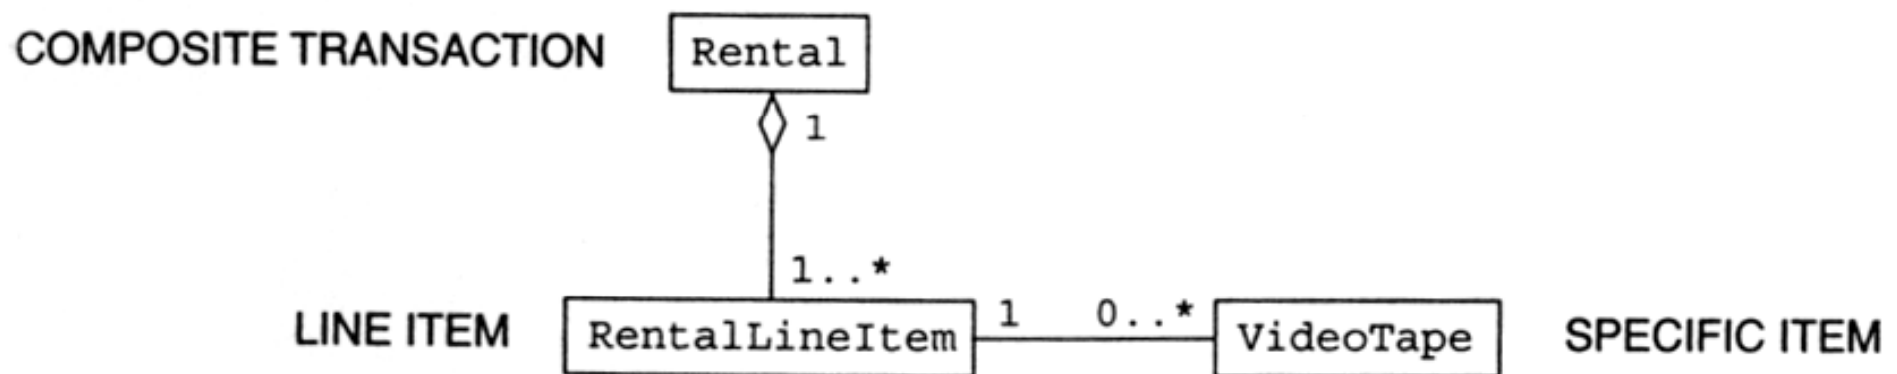 COMPOSITE TRANSACTION Rental
1
1..*
LINE ITEM RentalLineItem 1 0..* VideoTape SPECIFIC ITEM